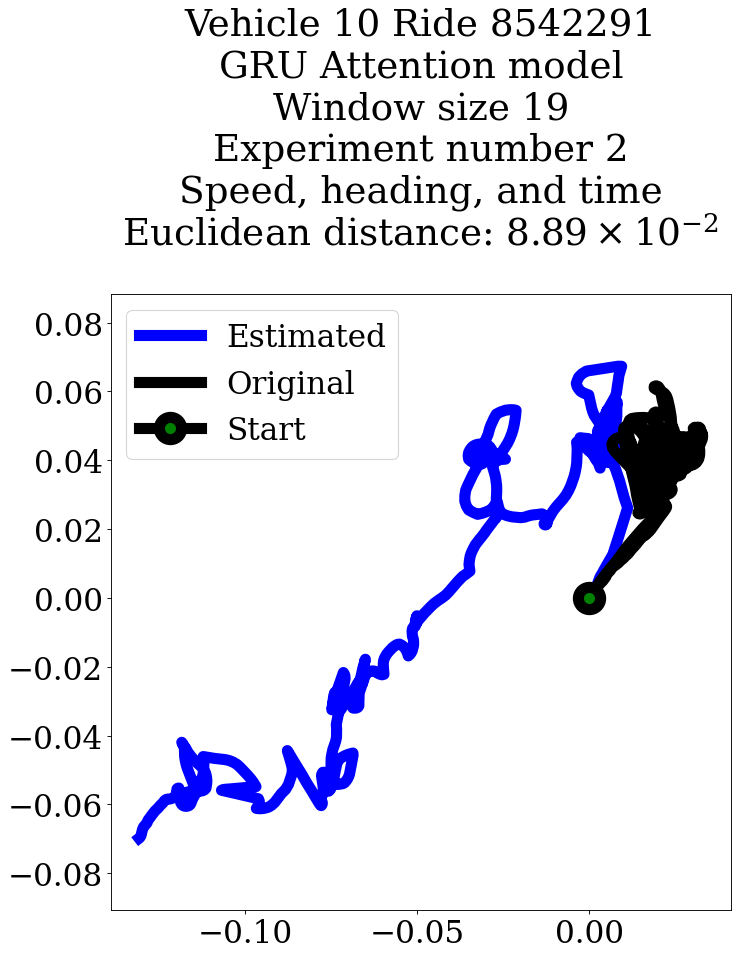 Vehicle 10 Ride 8542291
GRU Attention model
Window size 19
Experiment number 2
Speed, heading, and time
Euclidean distance: 8.89 × 10⁻²
Estimated
Original
Start
0.08
0.06
0.04
0.02
0.00
−0.02
−0.04
−0.06
−0.08
−0.10
−0.05
0.00